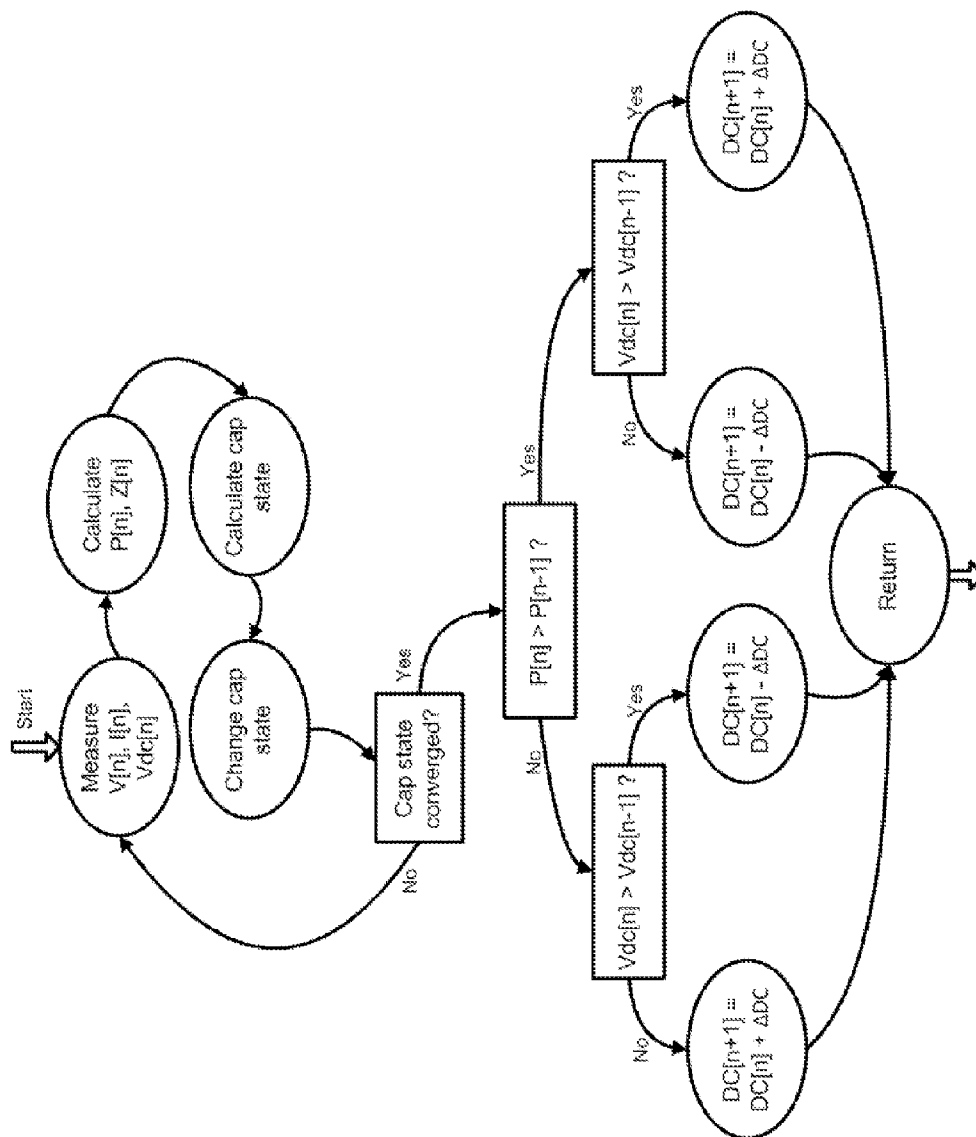 Start
Measure
V[n], I[n],
Vdc[n]
Calculate
P[n], Z[n]
Calculate cap
state
Change cap
state
Cap state
converged?
No
Yes
P[n] > P[n-1] ?
No
Yes
Vdc[n] > Vdc[n-1] ?
No
Yes
Vdc[n] > Vdc[n-1] ?
No
Yes
DC[n+1] =
DC[n] + ΔDC
DC[n+1] =
DC[n] - ΔDC
DC[n+1] =
DC[n] - ΔDC
DC[n+1] =
DC[n] + ΔDC
Return